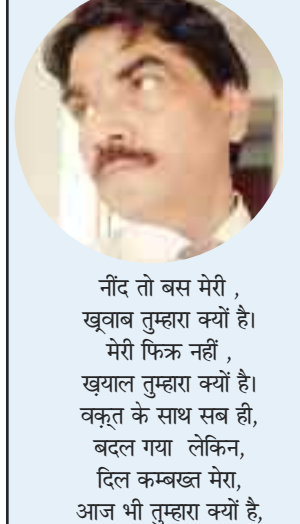 नींद तो बस मेरी ,
ख़्वाब तुम्हारा क्यों है।
मेरी फिक्र नहीं ,
ख़याल तुम्हारा क्यों है।
वक़्त के साथ सब ही,
बदल गया लेकिन,
दिल कम्बख्त मेरा,
आज भी तुम्हारा क्यों है,